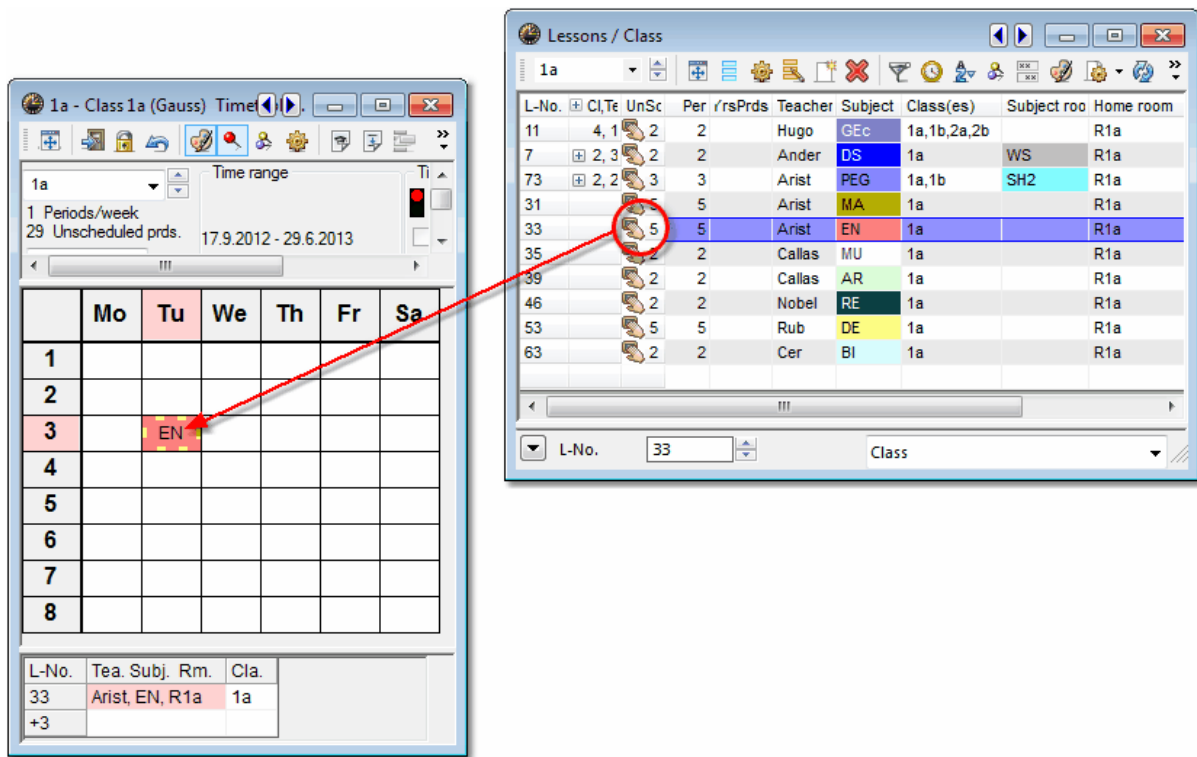 Lessons / Class
1a
L-No. Cl,Te UnSc Per YrsPrds Teacher Subject Class(es) Subject roo Home room
11 4, 1 2 2 Hugo GEc 1a,1b,2a,2b R1a
7 2, 3 2 2 Ander DS 1a WS R1a
73 2, 2 3 3 Arist PEG 1a,1b SH2 R1a
31 5 5 Arist MA 1a R1a
33 5 5 Arist EN 1a R1a
35 2 2 Callas MU 1a R1a
39 2 2 Callas AR 1a R1a
46 2 2 Nobel RE 1a R1a
53 5 5 Rub DE 1a R1a
63 2 2 Cer BI 1a R1a
L-No. 33 Class
1a - Class 1a (Gauss)
1a
Time range
Ti
1 Periods/week
29 Unscheduled prds.
17.9.2012 - 29.6.2013
Mo Tu We Th Fr Sa
1
2
3 EN
4
5
6
7
8
L-No. Tea. Subj. Rm. Cla.
33 Arist, EN, R1a 1a
+3